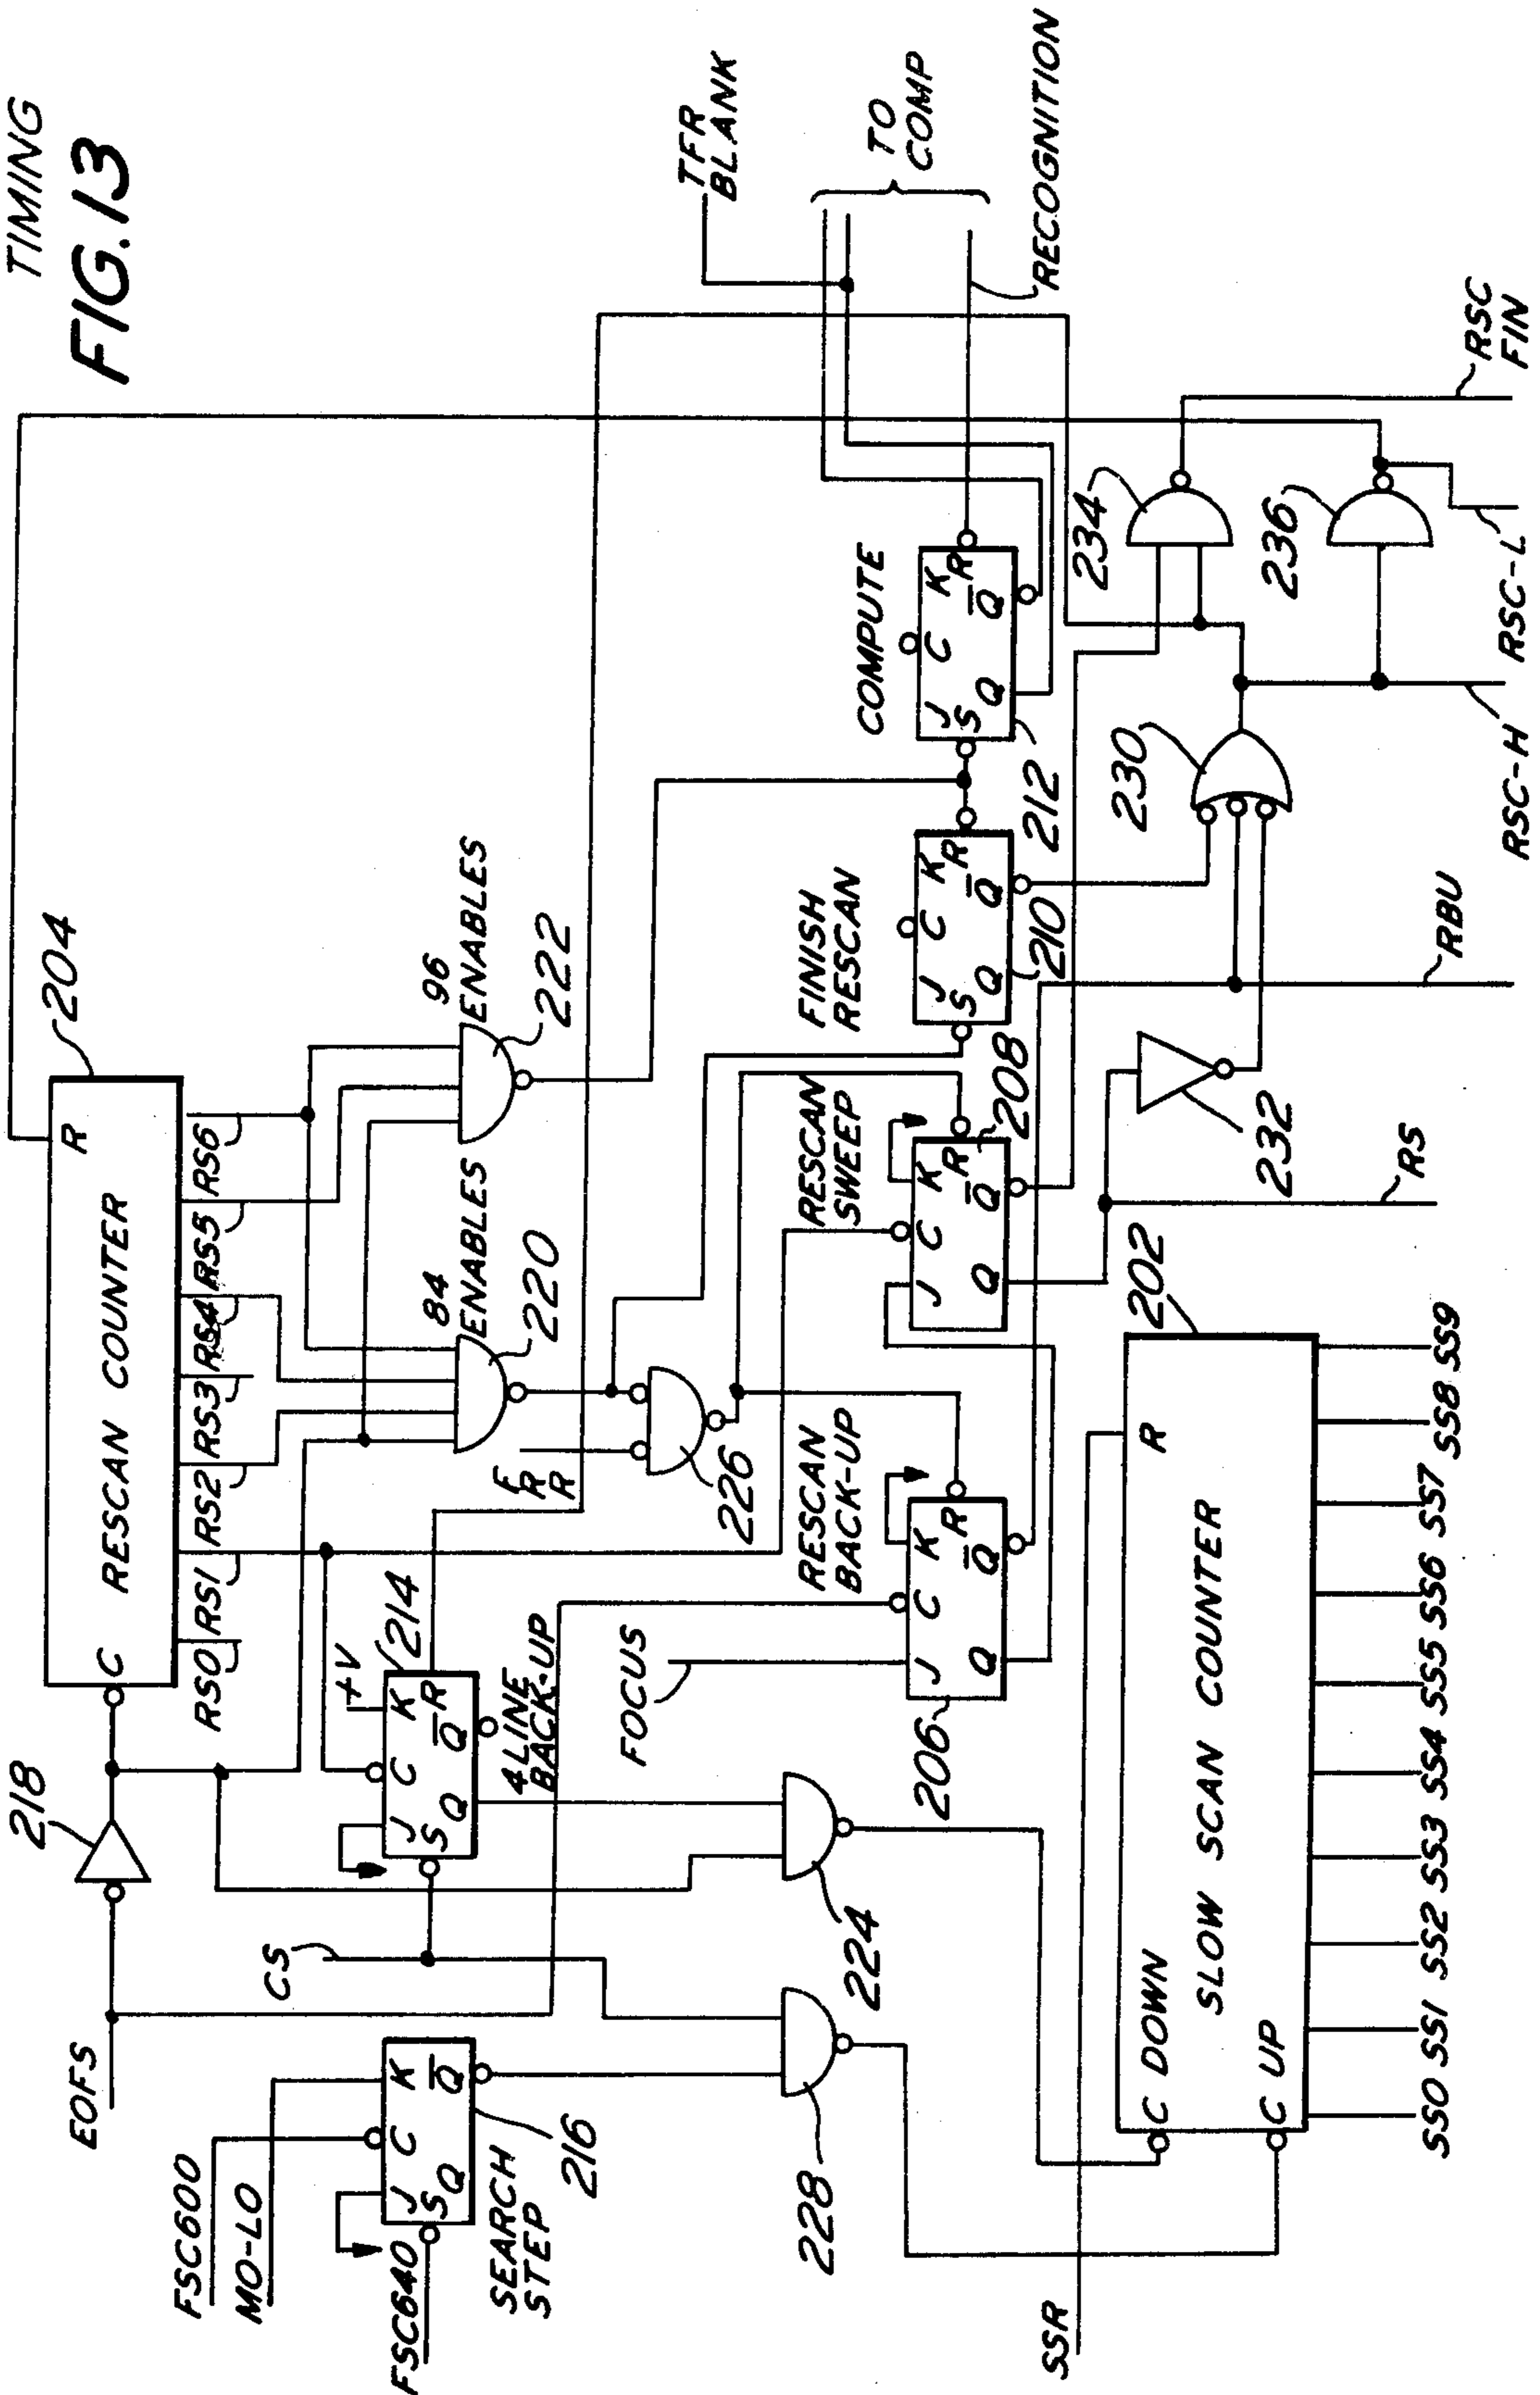 TIMING
FIG.13
204
R
RESCAN COUNTER
C
RS0
RS1
RS2
RS3
RS4
RS5
RS6
218
EOFS
FSC600
MO-LO
FSC640
J
C
K
S
Q
Q̅
SEARCH
STEP
216
CS
+V
214
J
C
K
S
Q
Q̅
R
4 LINE
BACK-UP
84
ENABLES
220
96
ENABLES
222
226
TFR
BLANK
TO
COMP
RECOGNITION
228
224
FOCUS
RESCAN
BACK-UP
J
C
K
R
Q
Q̅
206
RESCAN
SWEEP
J
C
K
R
Q
Q̅
208
FINISH
RESCAN
J
C
K
S
R
Q
Q̅
210
COMPUTE
J
C
K
S
R
Q
Q̅
212
230
232
234
236
RS
RBU
RSC-H
RSC-L
RSC
FIN
SSR
202
C DOWN
R
SLOW SCAN COUNTER
C UP
SS0 SS1 SS2 SS3 SS4 SS5 SS6 SS7 SS8 SS9